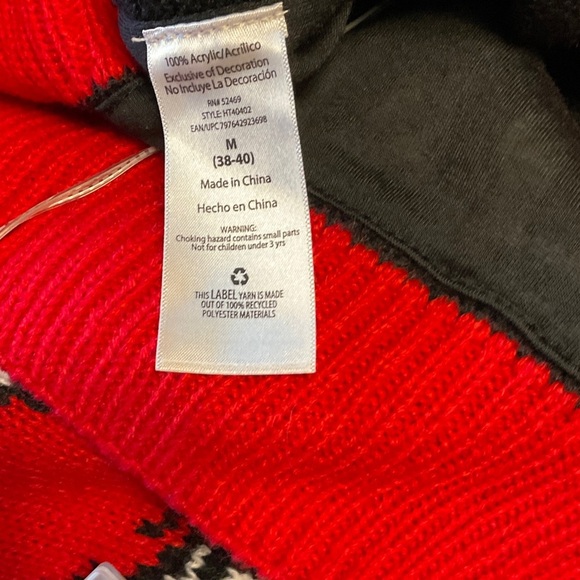 100% Acrylic/Acrílico
Exclusive of Decoration
No Incluye La Decoración
RN# 52469
STYLE: HT40402
EAN/UPC 797642923698
M
(38-40)
Made in China
Hecho en China
WARNING:
Choking hazard contains small parts
Not for children under 3 yrs
THIS LABEL YARN IS MADE
OUT OF 100% RECYCLED
POLYESTER MATERIALS